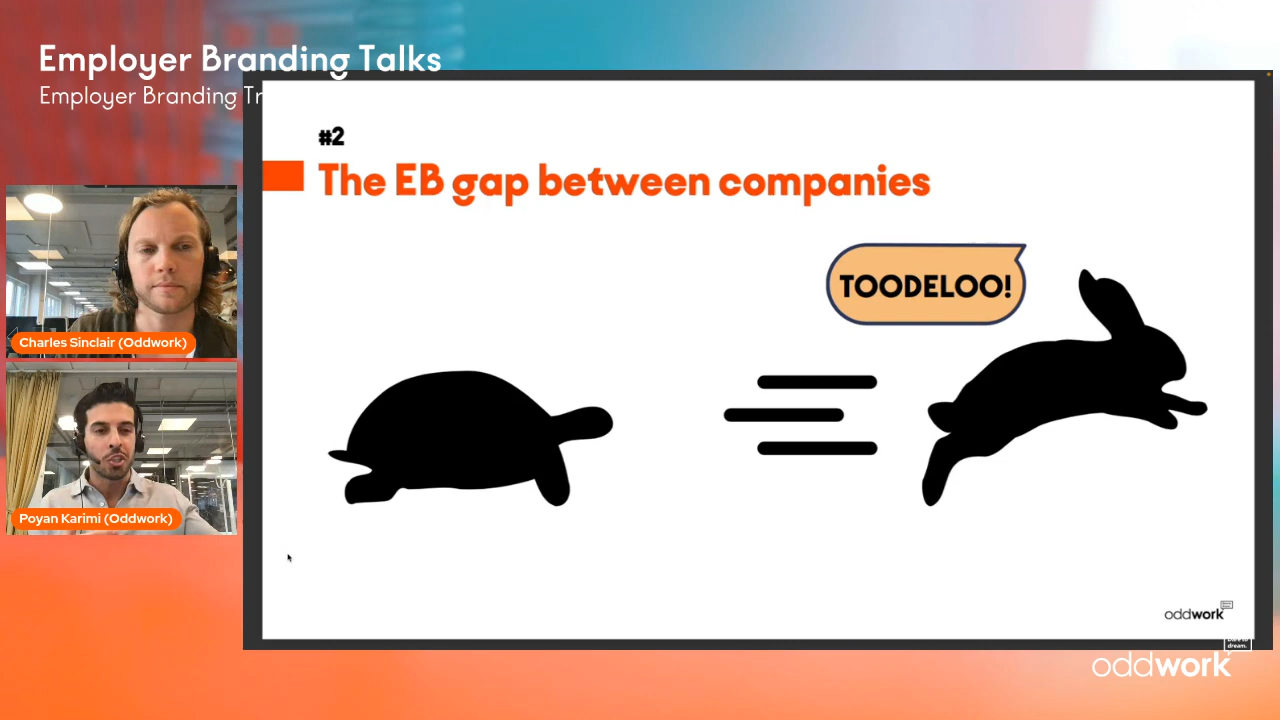 Employer Branding Talks
Employer Branding Tr
#2
The EB gap between companies
TOODELOO!
Charles Sinclair (Oddwork)
Poyan Karimi (Oddwork)
oddwork
dream.
oddwork